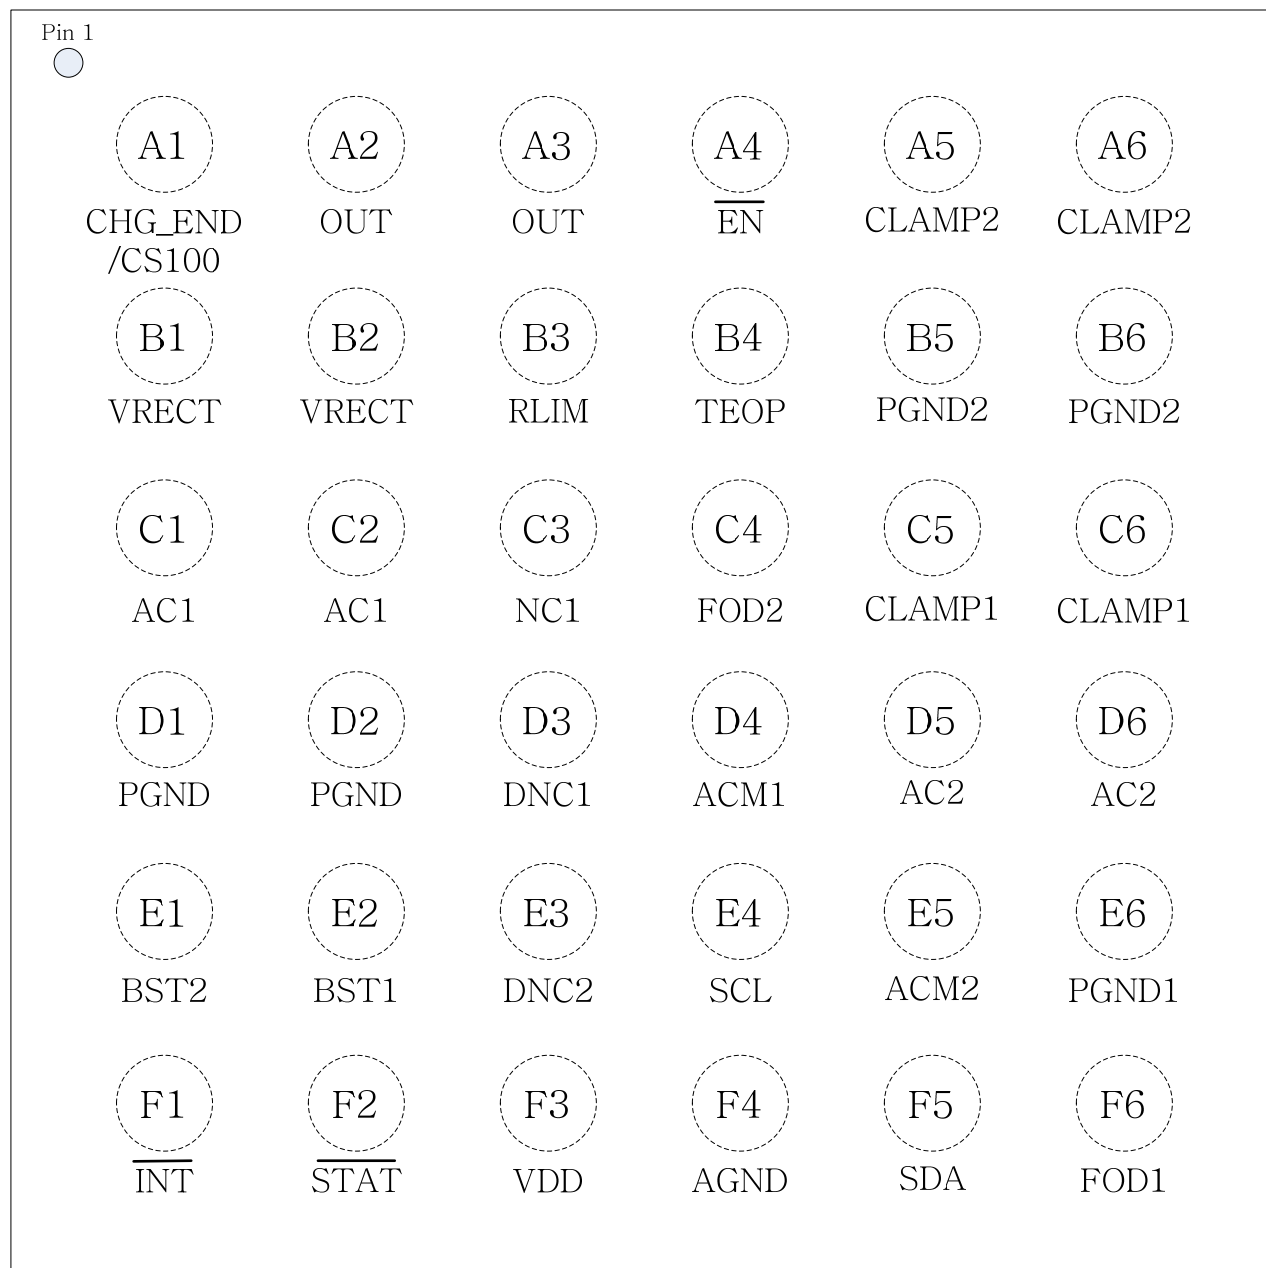 Pin 1
A1 A2 A3 A4 A5 A6
CHG_END OUT OUT E̅N̅ CLAMP2 CLAMP2
/CS100
B1 B2 B3 B4 B5 B6
VRECT VRECT RLIM TEOP PGND2 PGND2
C1 C2 C3 C4 C5 C6
AC1 AC1 NC1 FOD2 CLAMP1 CLAMP1
D1 D2 D3 D4 D5 D6
PGND PGND DNC1 ACM1 AC2 AC2
E1 E2 E3 E4 E5 E6
BST2 BST1 DNC2 SCL ACM2 PGND1
F1 F2 F3 F4 F5 F6
I̅N̅T̅ S̅T̅A̅T̅ VDD AGND SDA FOD1